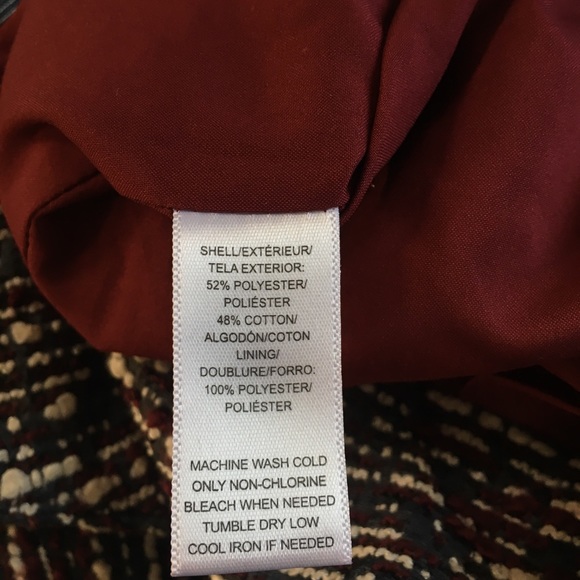 SHELL/EXTÉRIEUR/
TELA EXTERIOR:
52% POLYESTER/
POLIÉSTER
48% COTTON/
ALGODÓN/COTON
LINING/
DOUBLURE/FORRO:
100% POLYESTER/
POLIÉSTER
MACHINE WASH COLD
ONLY NON-CHLORINE
BLEACH WHEN NEEDED
TUMBLE DRY LOW
COOL IRON IF NEEDED